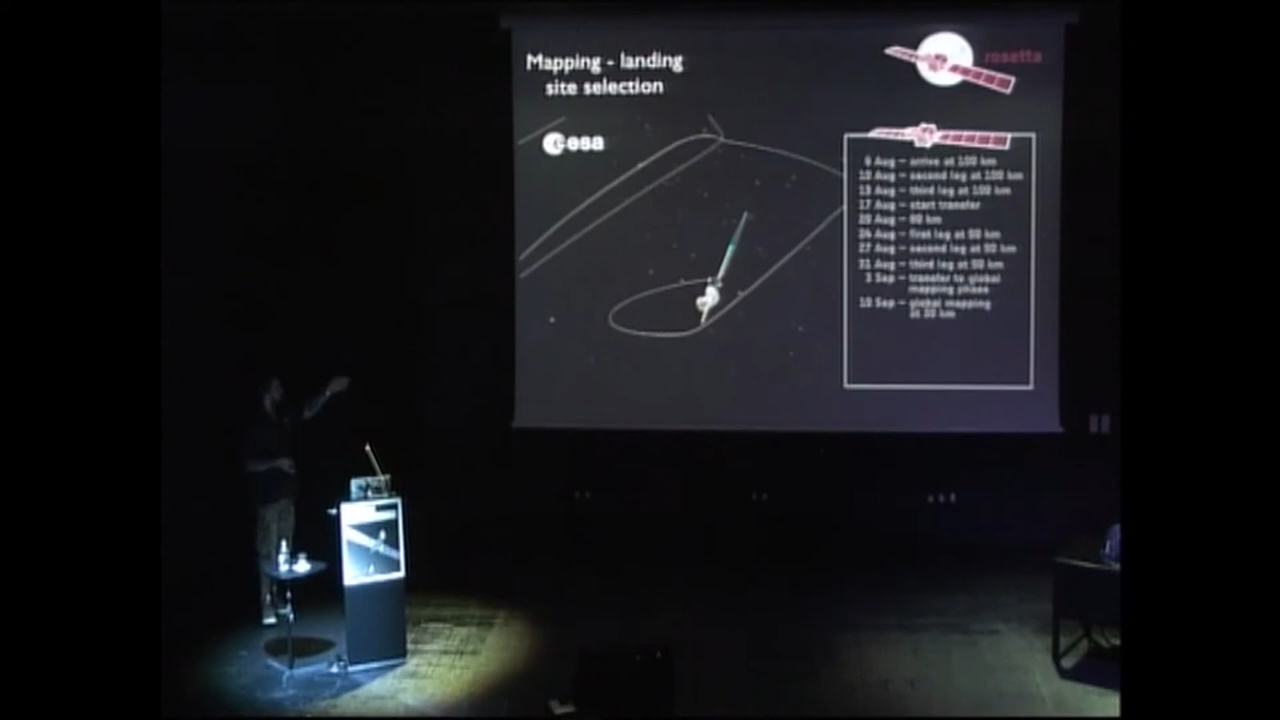 Mapping - landing
site selection
rosetta
esa
6 Aug – arrive at 100 km
10 Aug – second leg at 100 km
13 Aug – third leg at 100 km
17 Aug – start transfer
20 Aug – 80 km
24 Aug – first leg at 50 km
27 Aug – second leg at 50 km
31 Aug – third leg at 50 km
3 Sep – transfer to global
mapping phase
10 Sep – global mapping
at 30 km